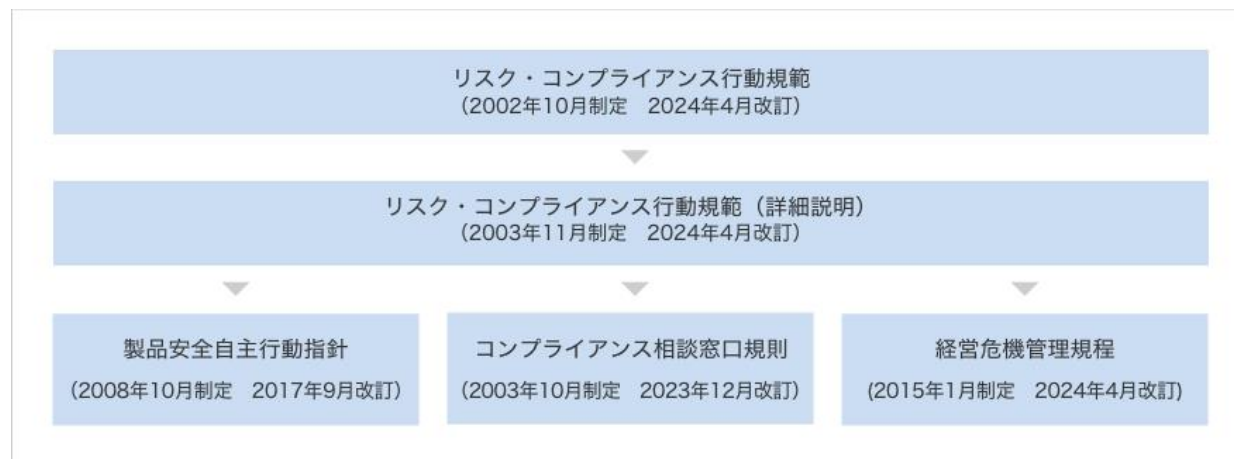 リスク・コンプライアンス行動規範
(2002年10月制定　2024年4月改訂)
リスク・コンプライアンス行動規範(詳細説明)
(2003年11月制定　2024年4月改訂)
製品安全自主行動指針
(2008年10月制定　2017年9月改訂)
コンプライアンス相談窓口規則
(2003年10月制定　2023年12月改訂)
経営危機管理規程
(2015年1月制定　2024年4月改訂)